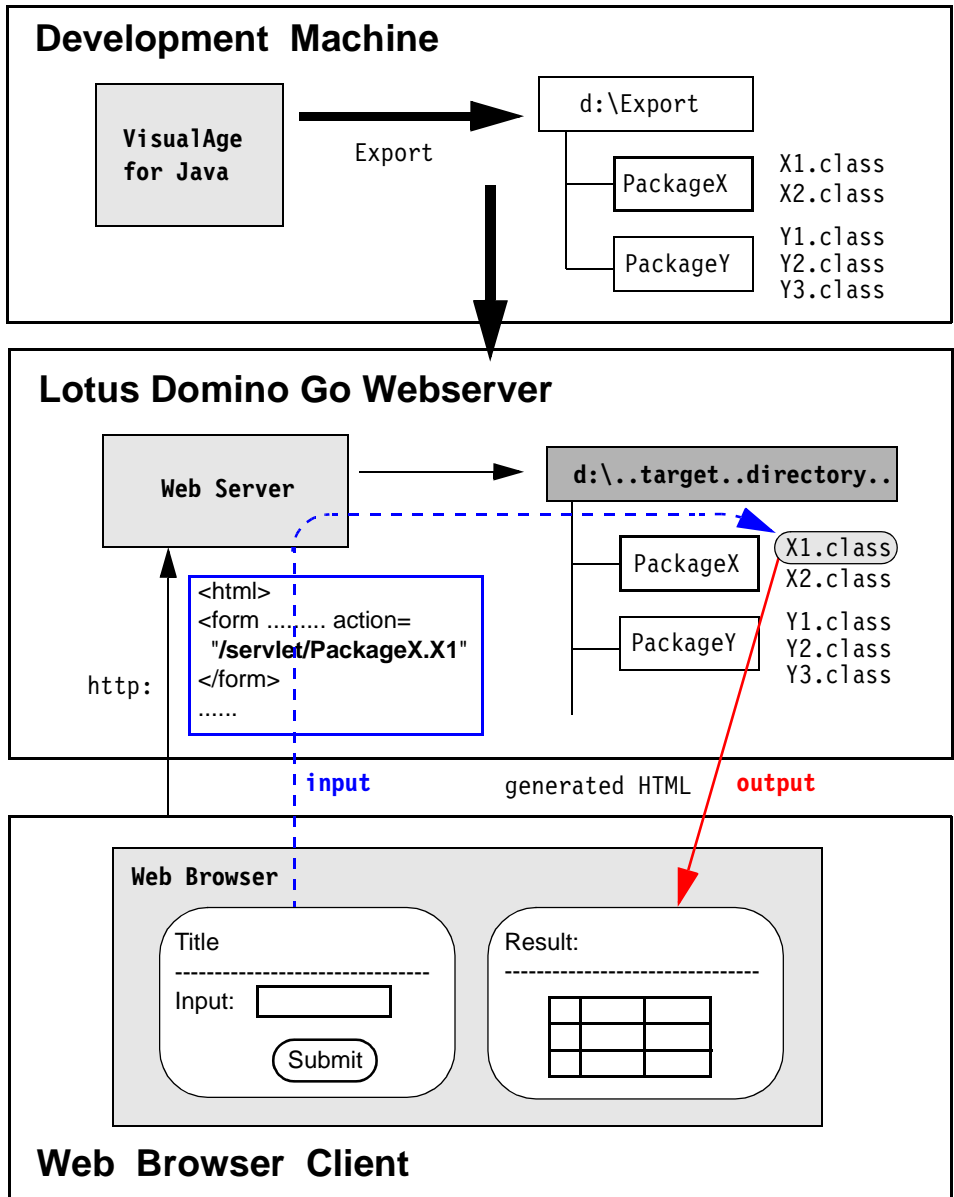 Development Machine
VisualAge
for Java
Export
d:\Export
PackageX
X1.class
X2.class
PackageY
Y1.class
Y2.class
Y3.class
Lotus Domino Go Webserver
Web Server
d:\..target..directory..
PackageX
X1.class
X2.class
PackageY
Y1.class
Y2.class
Y3.class
<html>
<form ......... action=
"/servlet/PackageX.X1"
</form>
......
http:
input
generated HTML
output
Web Browser
Title
---------------------------------
Input:
Submit
Result:
---------------------------------
Web Browser Client